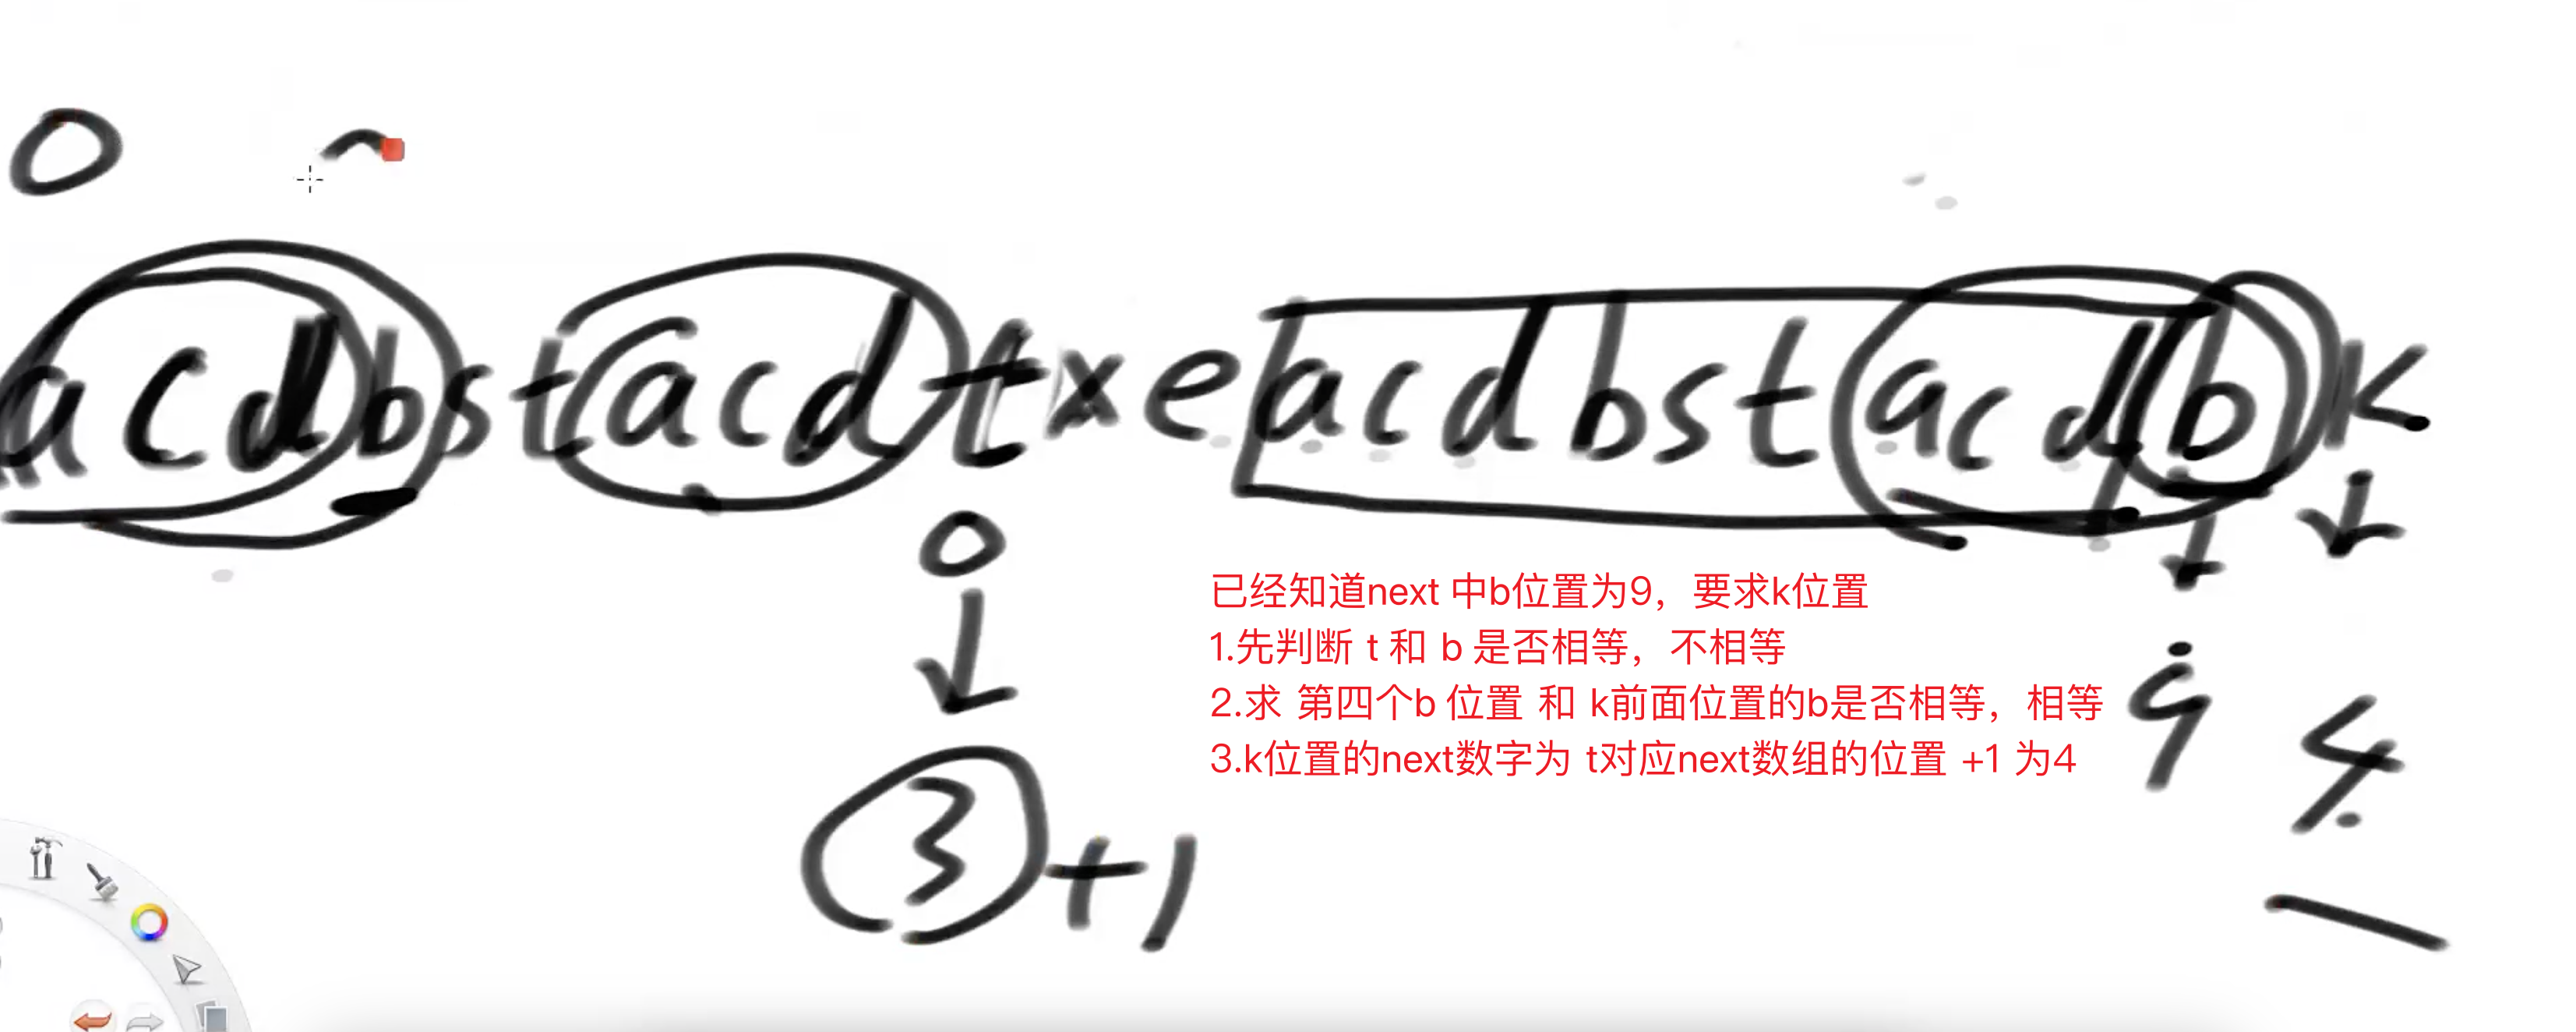 0
acdbstacdtxeacdbstacdbk
0
已经知道next 中b位置为9，要求k位置
1.先判断 t 和 b 是否相等，不相等
2.求 第四个b 位置 和 k前面位置的b是否相等，相等
3.k位置的next数字为 t对应next数组的位置 +1 为4
9 4
3+1